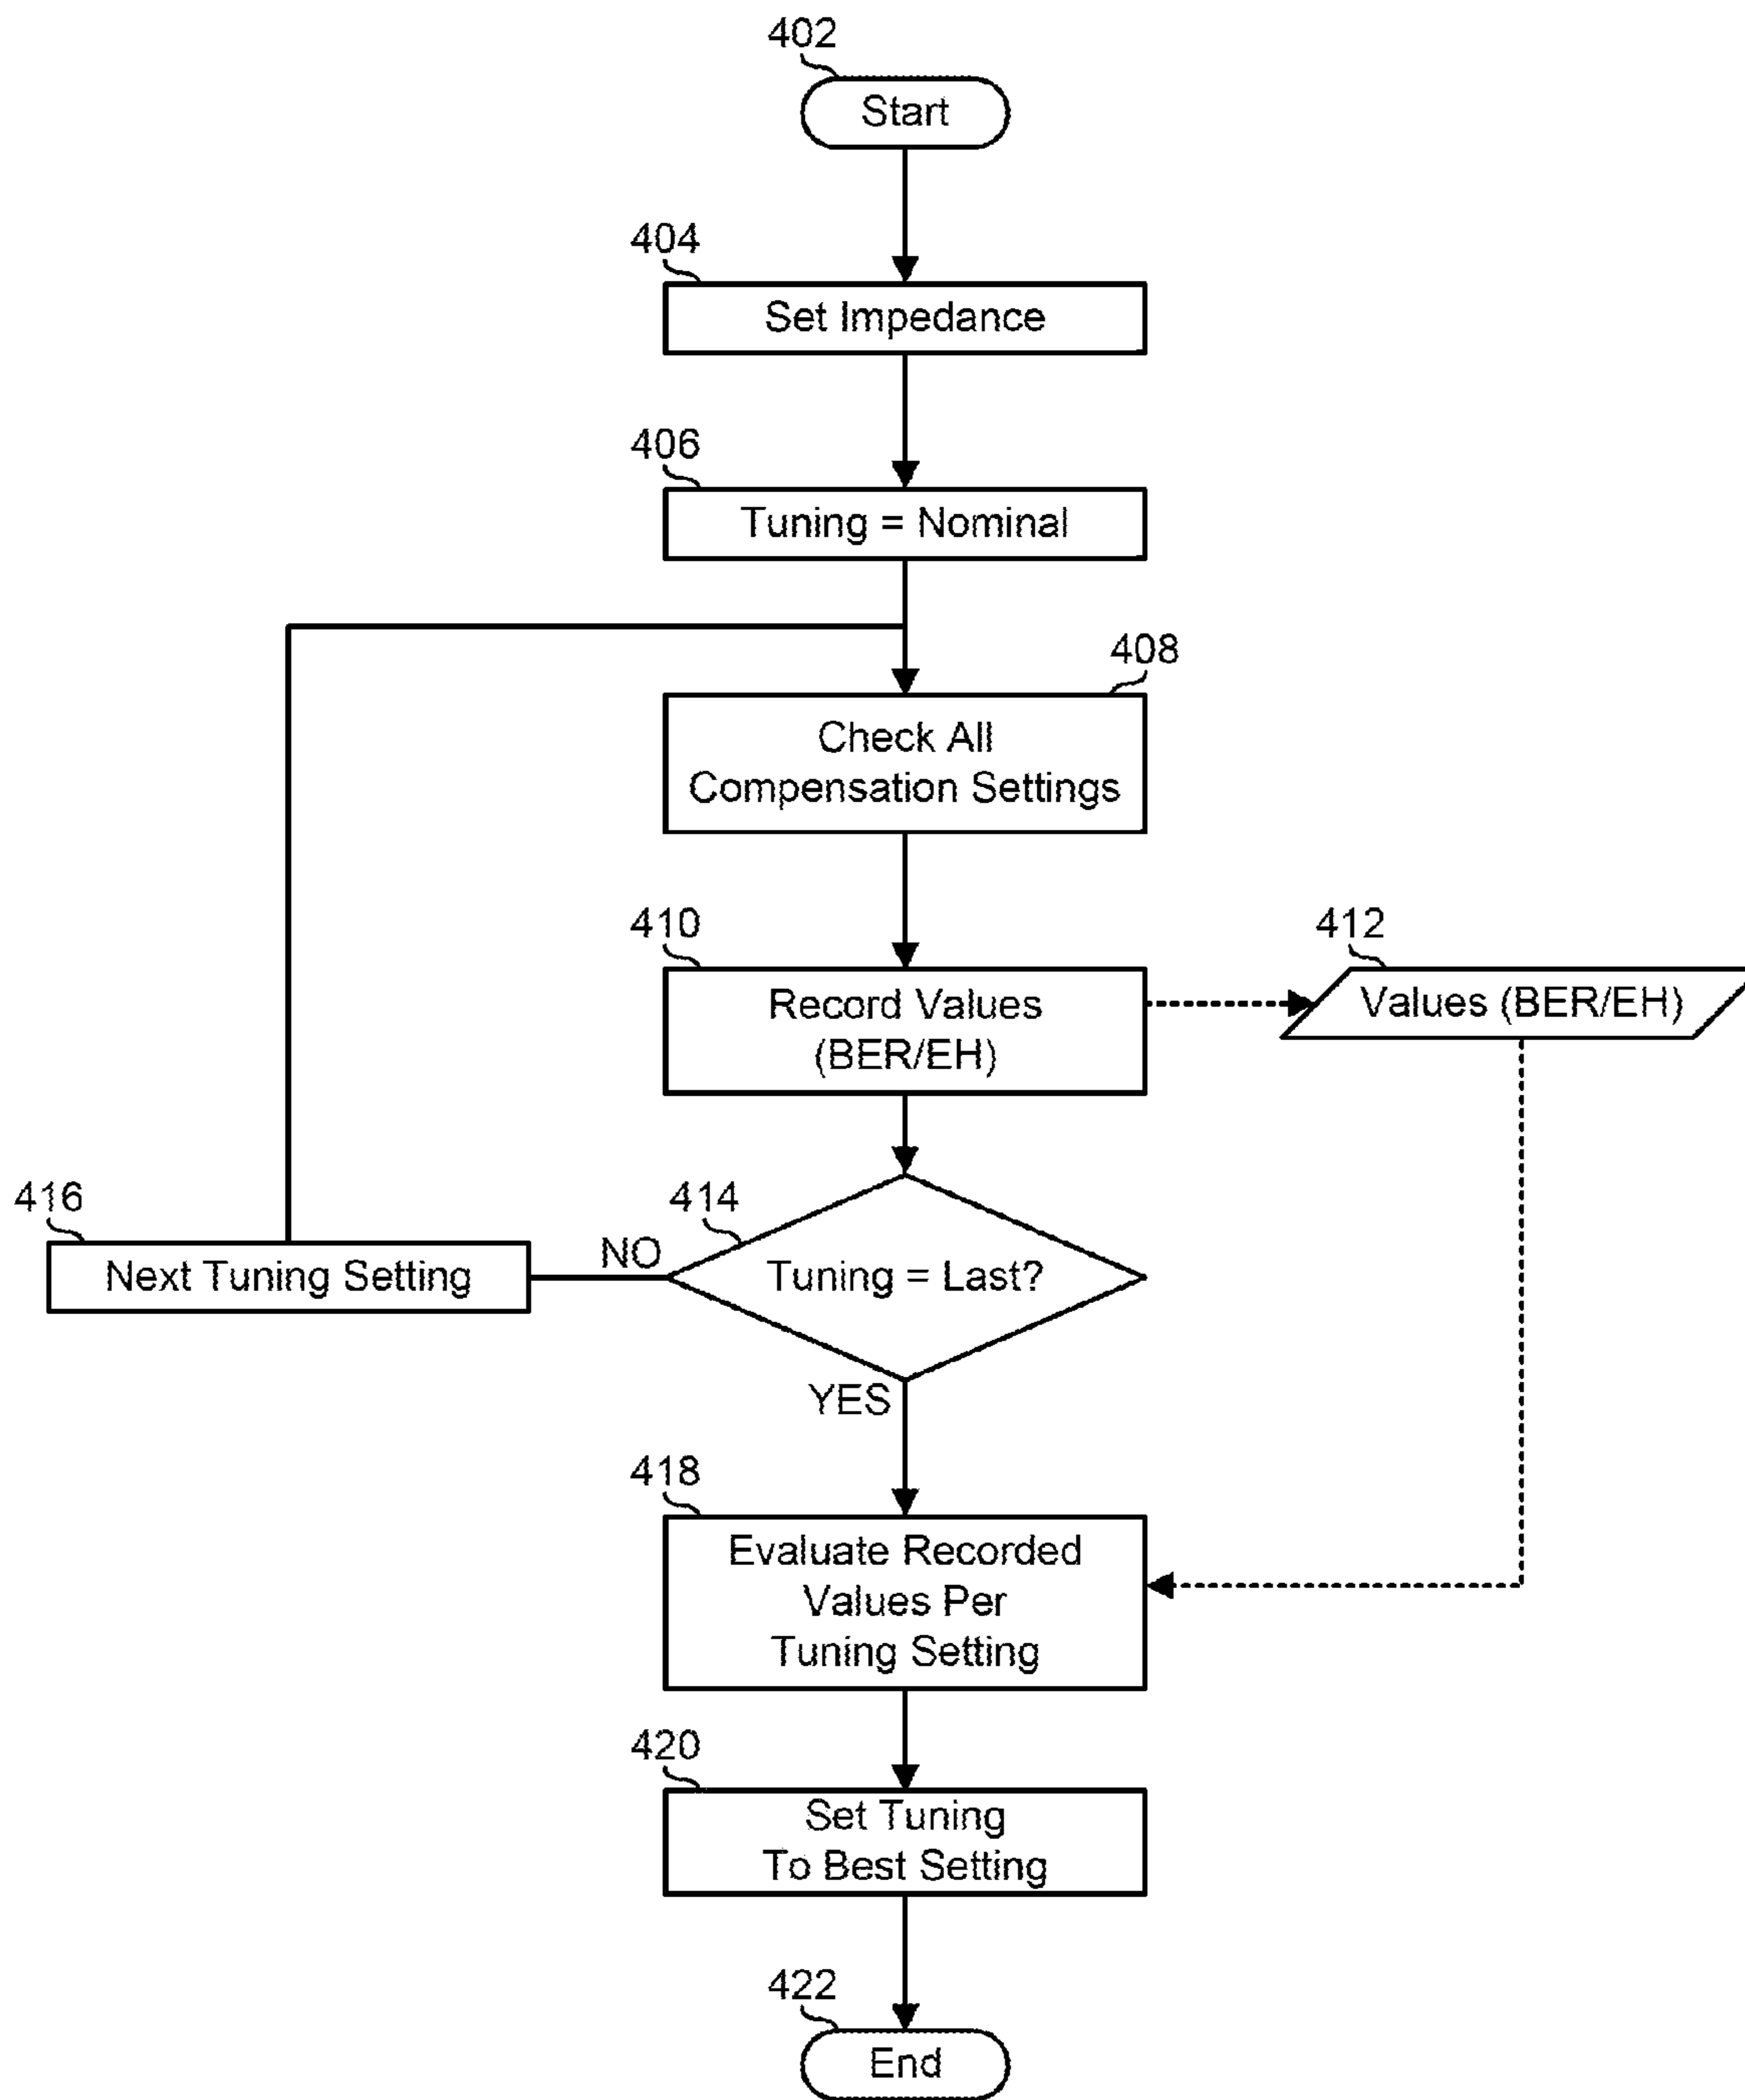 402
Start
404
Set Impedance
406
Tuning = Nominal
408
Check All
Compensation Settings
410
Record Values
(BER/EH)
412
Values (BER/EH)
414
Tuning = Last?
NO
416
Next Tuning Setting
YES
418
Evaluate Recorded
Values Per
Tuning Setting
420
Set Tuning
To Best Setting
422
End